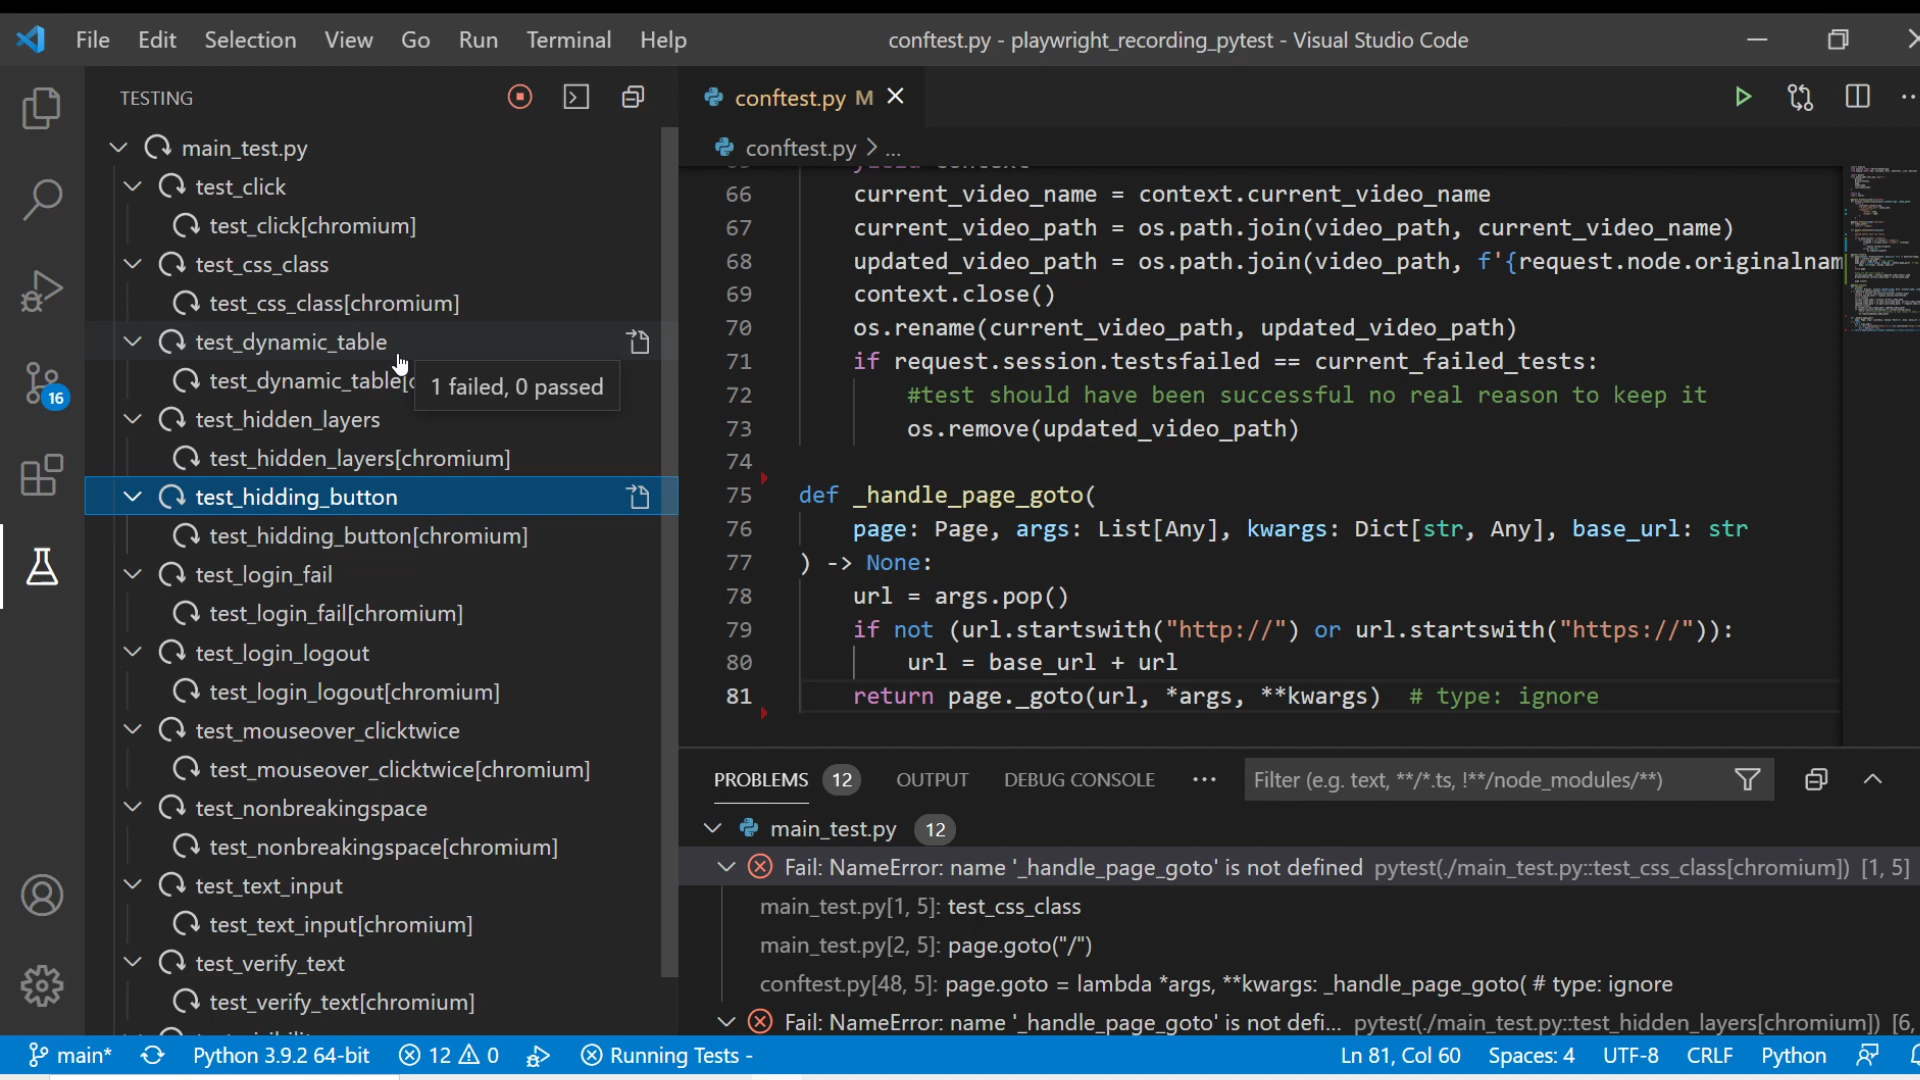 File Edit Selection View Go Run Terminal Help
conftest.py - playwright_recording_pytest - Visual Studio Code
TESTING
main_test.py
test_click
test_click[chromium]
test_css_class
test_css_class[chromium]
test_dynamic_table
test_dynamic_table[c
1 failed, 0 passed
test_hidden_layers
test_hidden_layers[chromium]
test_hidding_button
test_hidding_button[chromium]
test_login_fail
test_login_fail[chromium]
test_login_logout
test_login_logout[chromium]
test_mouseover_clicktwice
test_mouseover_clicktwice[chromium]
test_nonbreakingspace
test_nonbreakingspace[chromium]
test_text_input
test_text_input[chromium]
test_verify_text
test_verify_text[chromium]
16
conftest.py M
conftest.py > ...
66 current_video_name = context.current_video_name
67 current_video_path = os.path.join(video_path, current_video_name)
68 updated_video_path = os.path.join(video_path, f'{request.node.originalnam
69 context.close()
70 os.rename(current_video_path, updated_video_path)
71 if request.session.testsfailed == current_failed_tests:
72 #test should have been successful no real reason to keep it
73 os.remove(updated_video_path)
74
75 def _handle_page_goto(
76 page: Page, args: List[Any], kwargs: Dict[str, Any], base_url: str
77 ) -> None:
78 url = args.pop()
79 if not (url.startswith("http://") or url.startswith("https://")):
80 url = base_url + url
81 return page._goto(url, *args, **kwargs) # type: ignore
PROBLEMS 12 OUTPUT DEBUG CONSOLE ... Filter (e.g. text, **/*.ts, !**/node_modules/**)
main_test.py 12
Fail: NameError: name '_handle_page_goto' is not defined pytest(./main_test.py::test_css_class[chromium]) [1, 5]
main_test.py[1, 5]: test_css_class
main_test.py[2, 5]: page.goto("/")
conftest.py[48, 5]: page.goto = lambda *args, **kwargs: _handle_page_goto( # type: ignore
Fail: NameError: name '_handle_page_goto' is not defi... pytest(./main_test.py::test_hidden_layers[chromium]) [6,
main* Python 3.9.2 64-bit 12 0 Running Tests - Ln 81, Col 60 Spaces: 4 UTF-8 CRLF Python